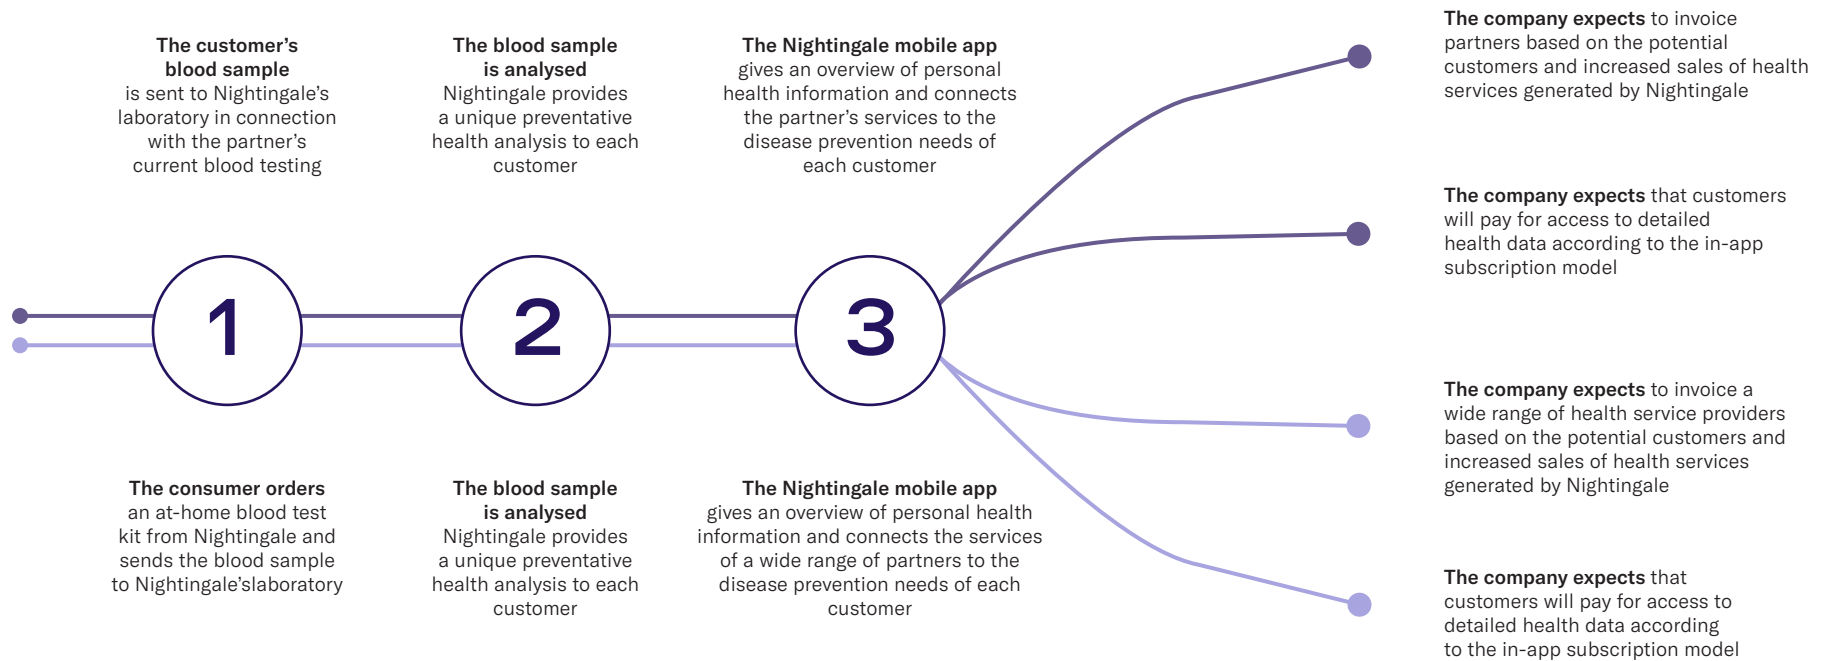 The customer's
blood sample
is sent to Nightingale's
laboratory in connection
with the partner's
current blood testing
The blood sample
is analysed
Nightingale provides
a unique preventative
health analysis to each
customer
The Nightingale mobile app
gives an overview of personal
health information and connects
the partner's services to the
disease prevention needs of
each customer
The company expects to invoice
partners based on the potential
customers and increased sales of health
services generated by Nightingale
The company expects that customers
will pay for access to detailed
health data according to the in-app
subscription model
1
2
3
The consumer orders
an at-home blood test
kit from Nightingale and
sends the blood sample
to Nightingale'slaboratory
The blood sample
is analysed
Nightingale provides
a unique preventative
health analysis to each
customer
The Nightingale mobile app
gives an overview of personal health
information and connects the services
of a wide range of partners to the
disease prevention needs of each
customer
The company expects to invoice a
wide range of health service providers
based on the potential customers and
increased sales of health services
generated by Nightingale
The company expects that
customers will pay for access to
detailed health data according
to the in-app subscription model